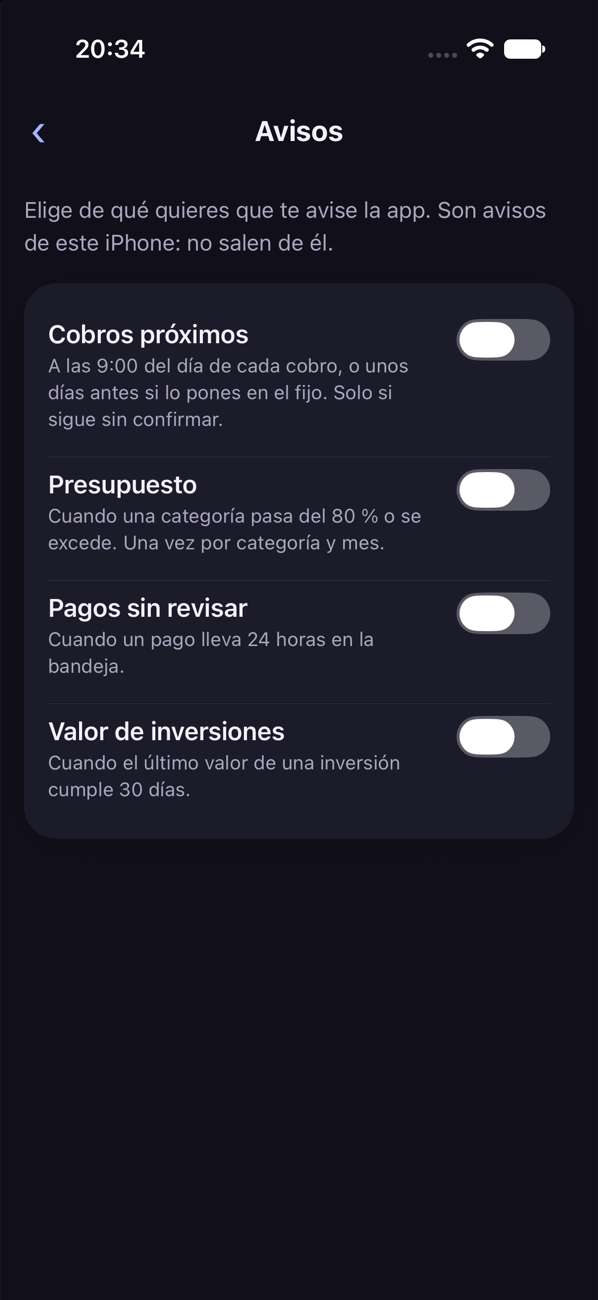 20:34
Avisos
Elige de qué quieres que te avise la app. Son avisos
de este iPhone: no salen de él.
Cobros próximos
A las 9:00 del día de cada cobro, o unos
días antes si lo pones en el fijo. Solo si
sigue sin confirmar.
Presupuesto
Cuando una categoría pasa del 80 % o se
excede. Una vez por categoría y mes.
Pagos sin revisar
Cuando un pago lleva 24 horas en la
bandeja.
Valor de inversiones
Cuando el último valor de una inversión
cumple 30 días.